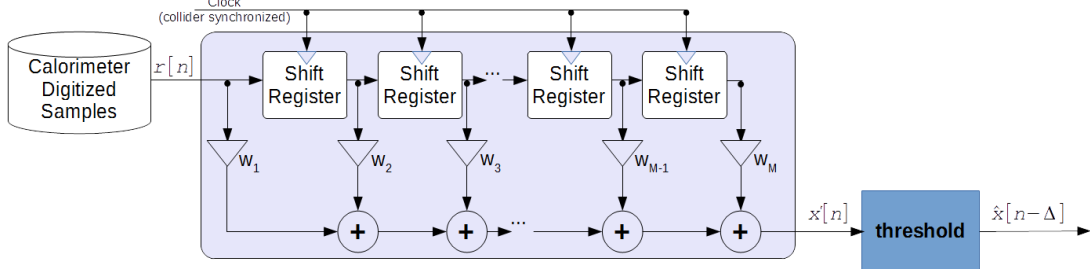 Clock
(collider synchronized)
Calorimeter
Digitized
Samples
r[n]
Shift
Register
Shift
Register
...
Shift
Register
Shift
Register
w1
w2
w3
wM-1
wM
+
+
...
+
+
x'[n]
threshold
x̂[n-Δ]